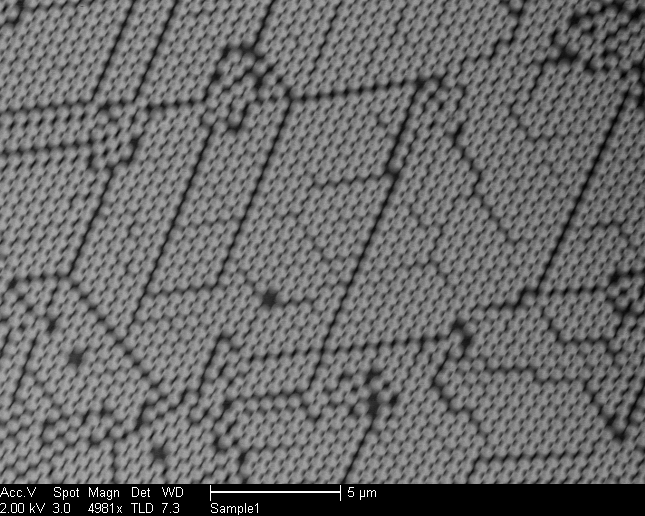 Acc.V Spot Magn Det WD 5 µm
2.00 kV 3.0 4981x TLD 7.3 Sample1